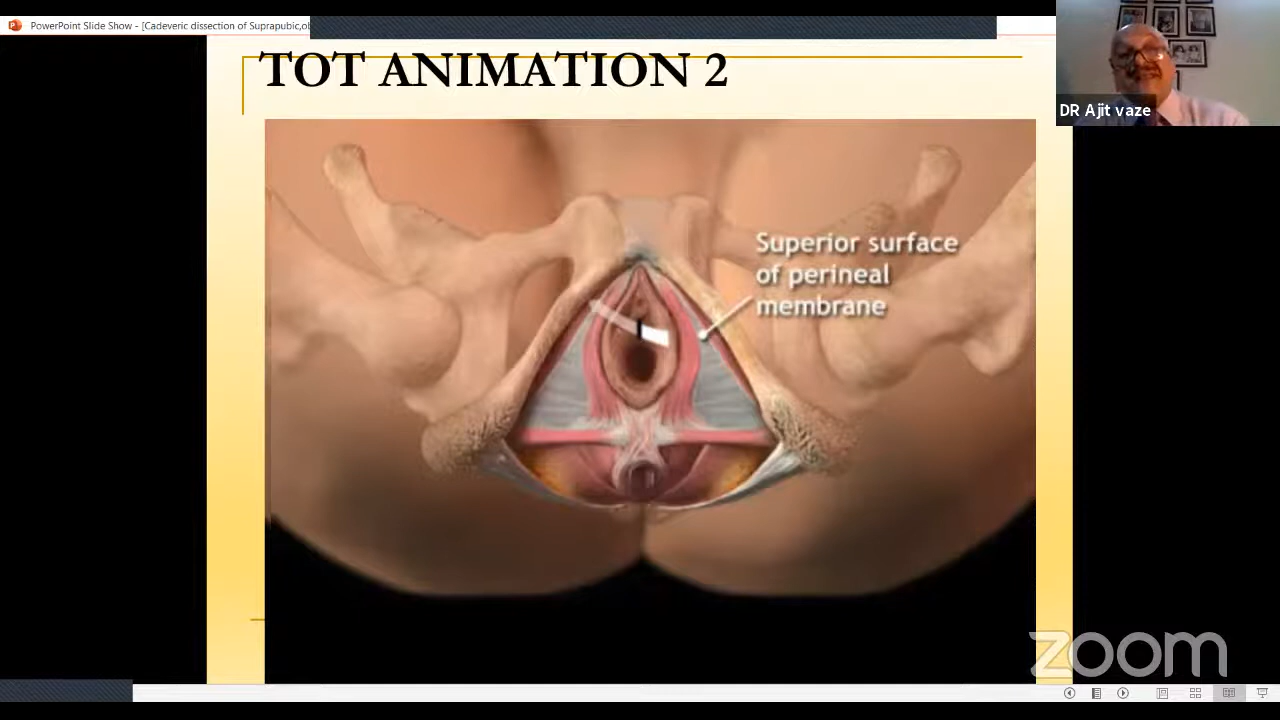 PowerPoint Slide Show - [Cadeveric dissection of Suprapubic,ob
TOT ANIMATION 2
DR Ajit vaze
Superior surface
of perineal
membrane
zoom